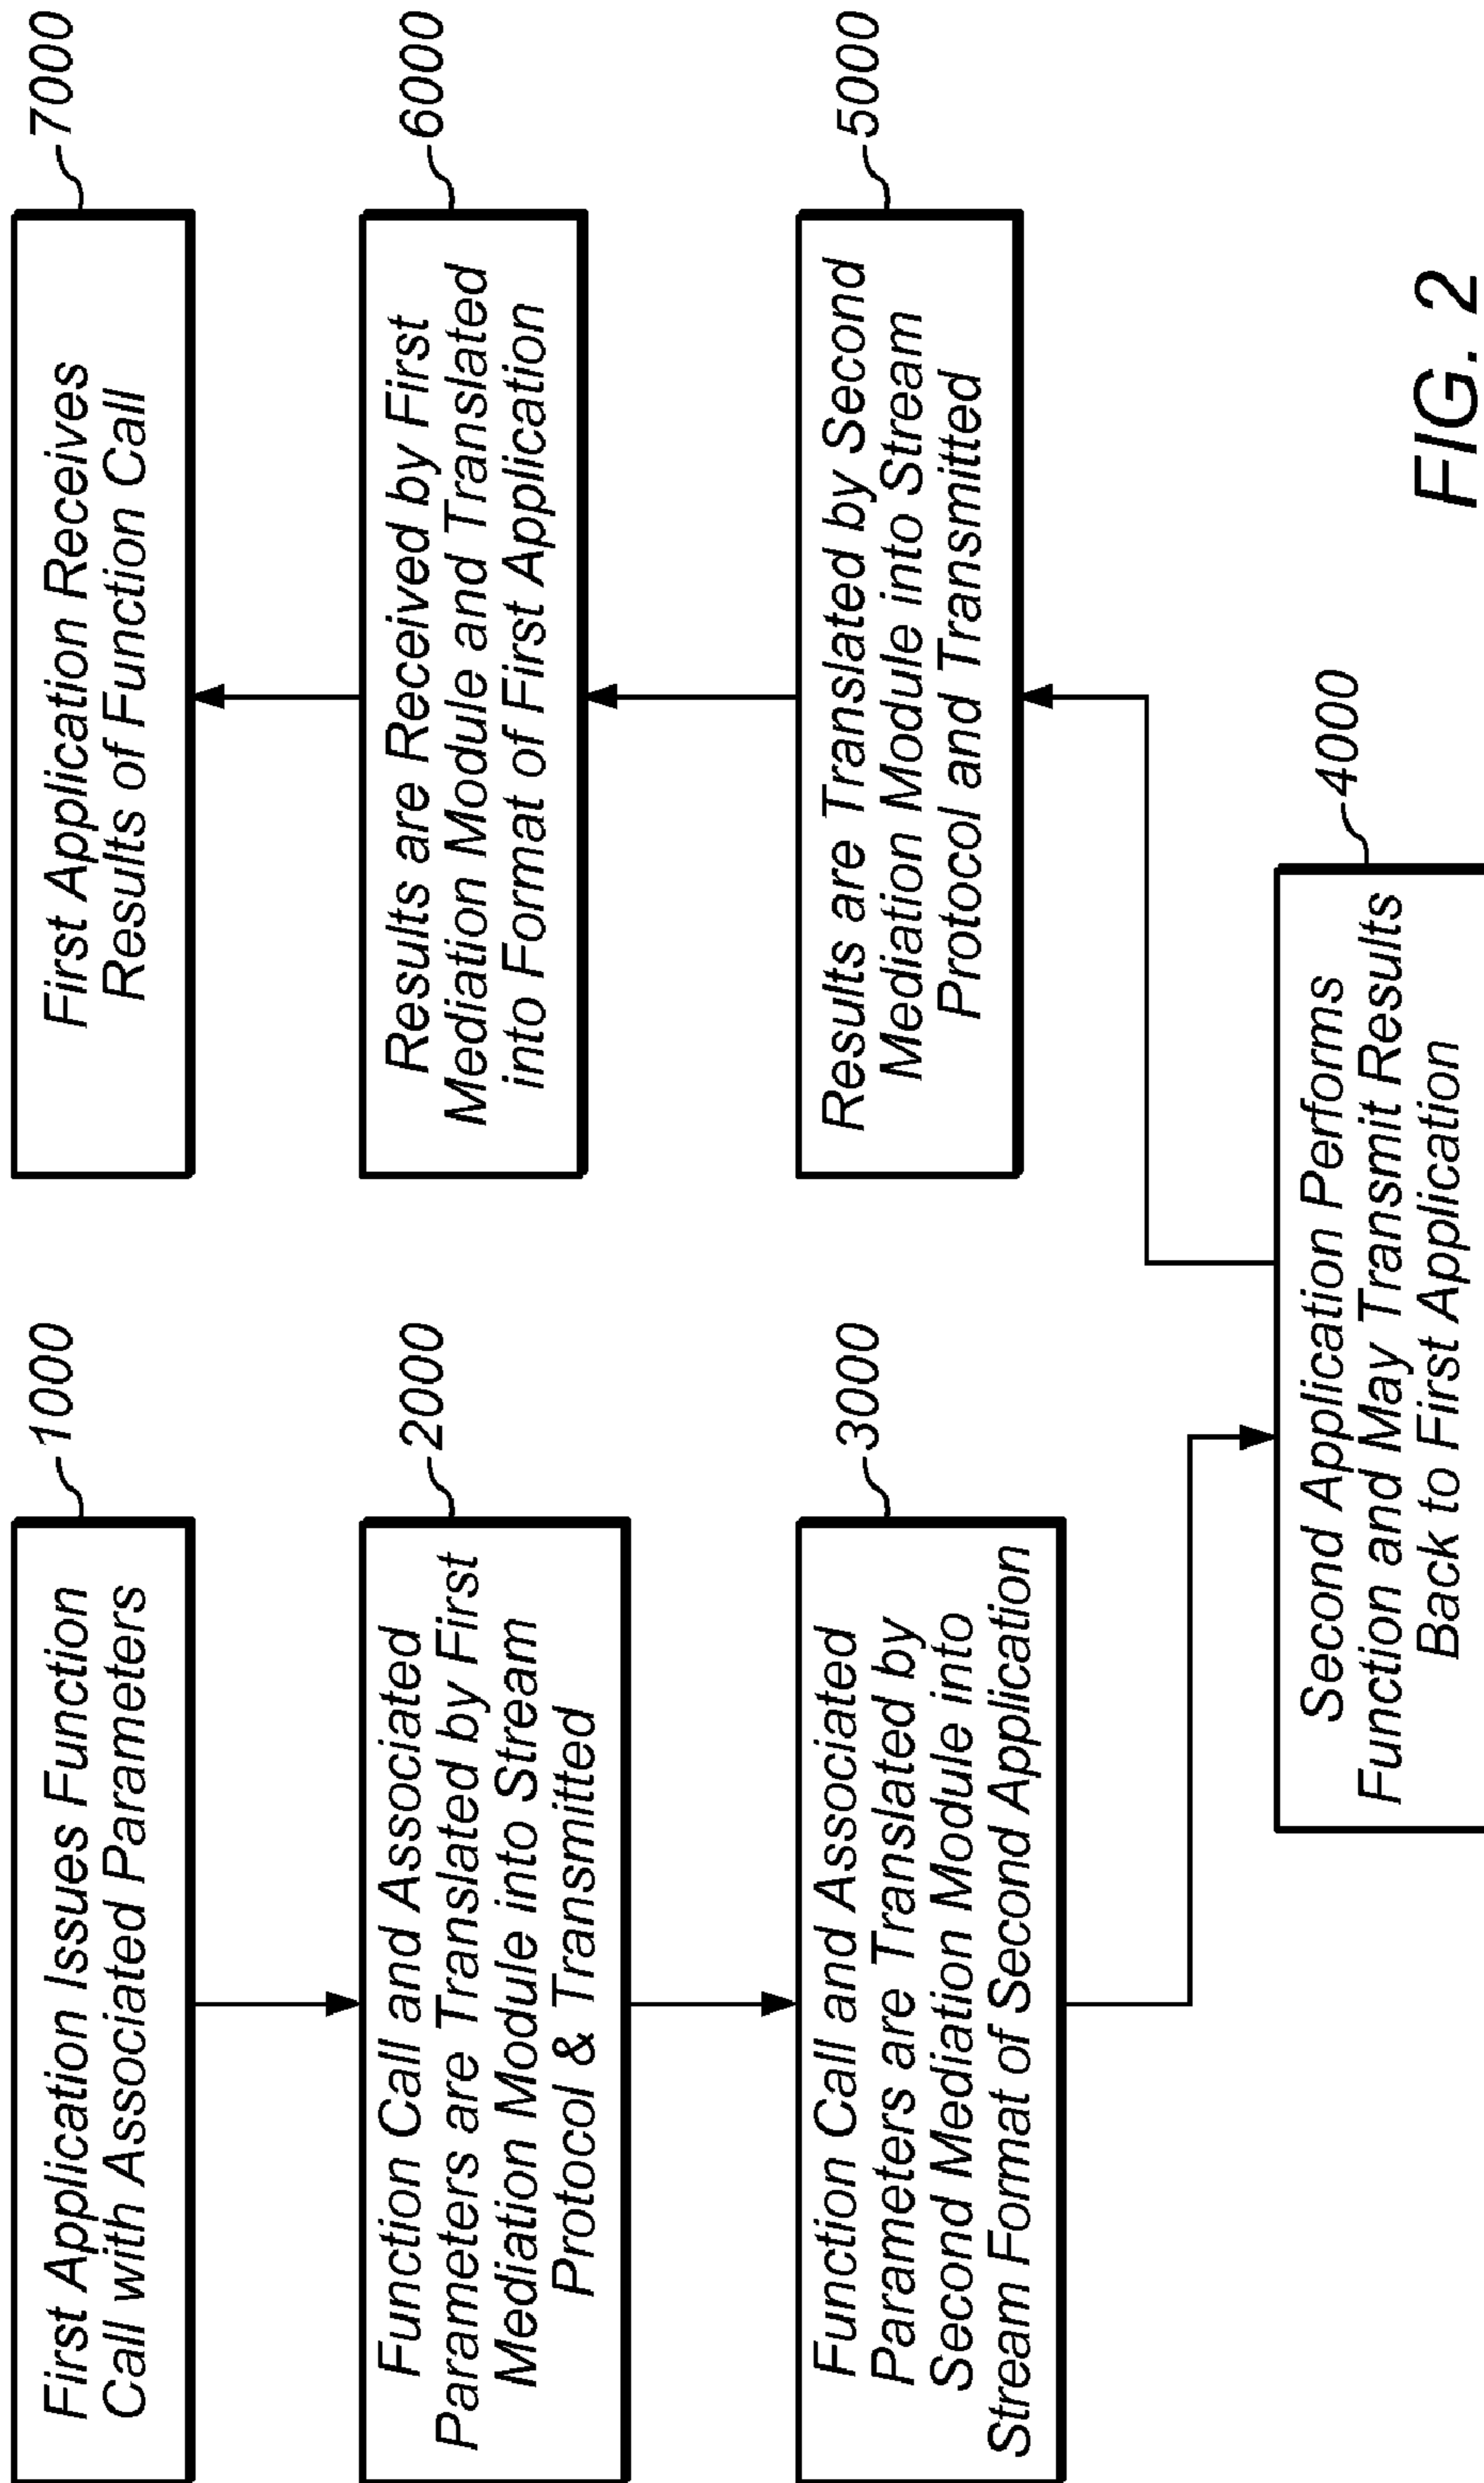 First Application Issues Function
Call with Associated Parameters
1000
Function Call and Associated
Parameters are Translated by First
Mediation Module into Stream
Protocol & Transmitted
2000
Function Call and Associated
Parameters are Translated by
Second Mediation Module into
Stream Format of Second Application
3000
Second Application Performs
Function and May Transmit Results
Back to First Application
4000
Results are Translated by Second
Mediation Module into Stream
Protocol and Transmitted
5000
Results are Received by First
Mediation Module and Translated
into Format of First Application
6000
First Application Receives
Results of Function Call
7000
FIG. 2